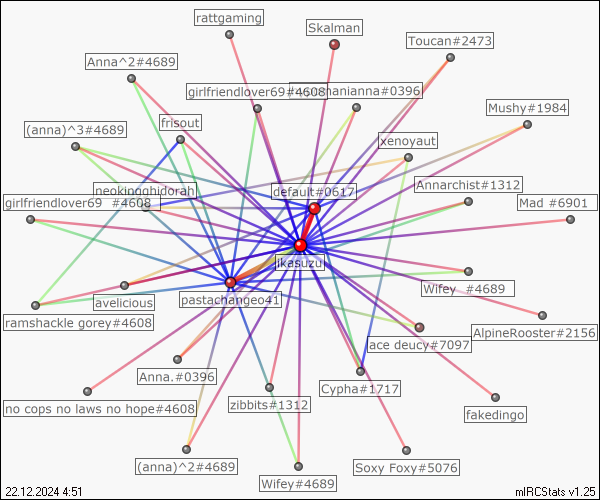 rattgaming
Skalman
Toucan#2473
Anna^2#4689
girlfriendlover69#4608
nanianna#0396
Mushy#1984
frisout
(anna)^3#4689
xenoyaut
neokingghidorah
default#0617
Annarchist#1312
girlfriendlover69 #4608
Mad #6901
ikasuzu
Wifey #4689
avelicious
pastachangeo41
ramshackle gorey#4608
AlpineRooster#2156
ace deucy#7097
Anna.#0396
Cypha#1717
no cops no laws no hope#4608
zibbits#1312
fakedingo
(anna)^2#4689
Soxy Foxy#5076
Wifey#4689
22.12.2024 4:51
mIRCStats v1.25